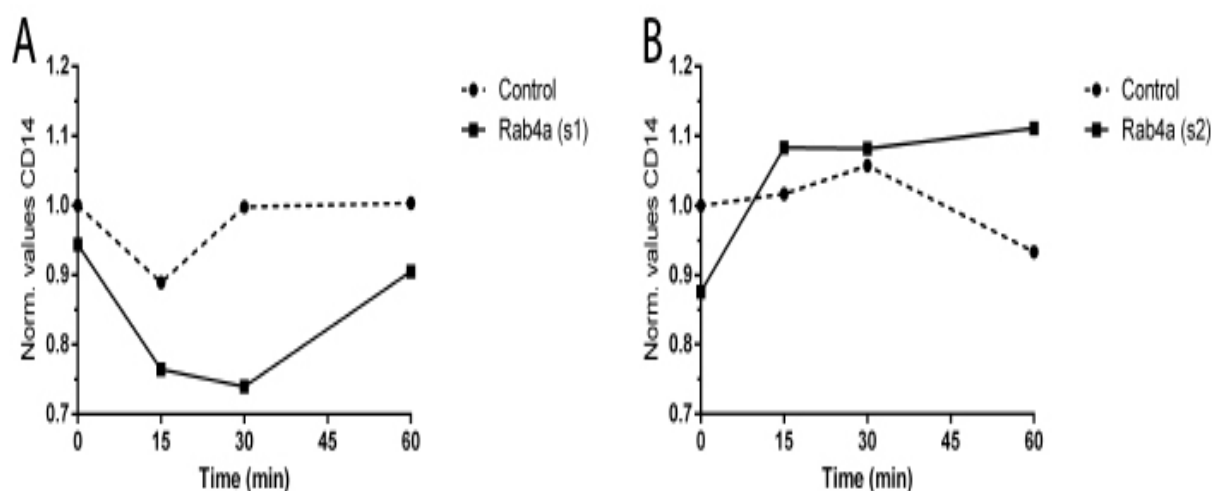 A
Norm. values CD14
1.2
1.1
1.0
0.9
0.8
0.7
0
15
30
45
60
Time (min)
Control
Rab4a (s1)
B
Norm. values CD14
1.2
1.1
1.0
0.9
0.8
0.7
0
15
30
45
60
Time (min)
Control
Rab4a (s2)